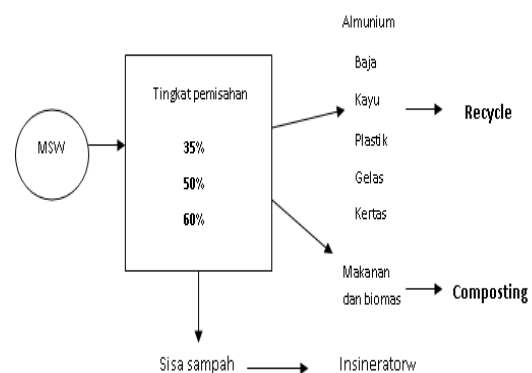 Almunium
Baja
Kayu
Recycle
Plastik
Gelas
Kertas
MSW
Tingkat pemisahan
35%
50%
60%
Makanan
dan biomas
Composting
Sisa sampah
Insineratorw